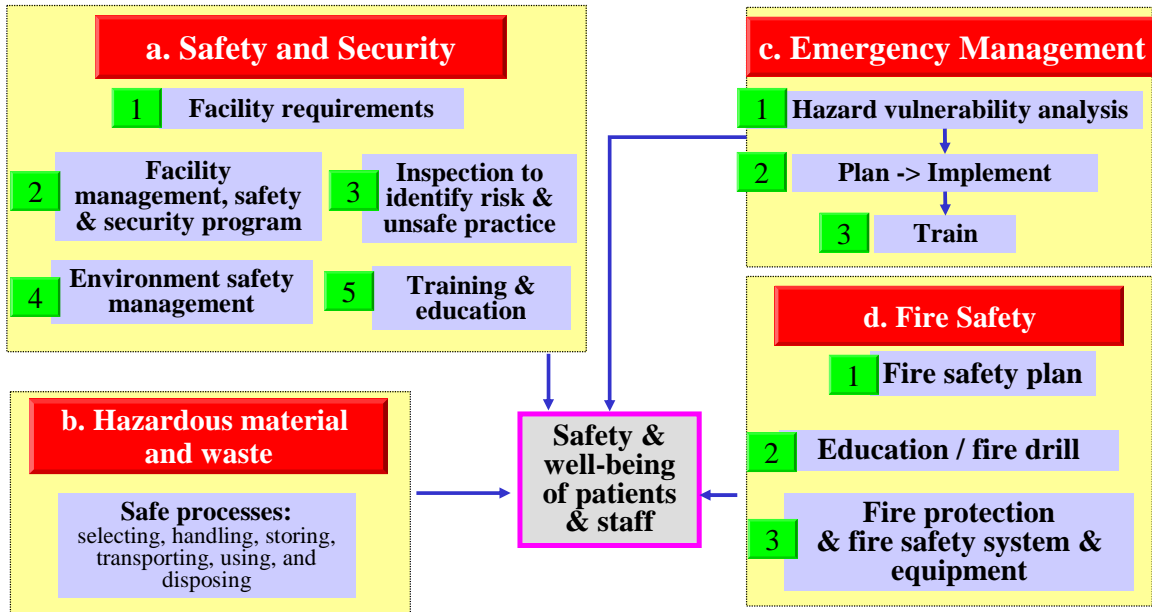 a. Safety and Security
1
Facility requirements
2
Facility
management, safety
& security program
3
Inspection to
identify risk &
unsafe practice
4
Environment safety
management
5
Training &
education
b. Hazardous material
and waste
Safe processes:
selecting, handling, storing,
transporting, using, and
disposing
Safety &
well-being
of patients
& staff
c. Emergency Management
1
Hazard vulnerability analysis
2
Plan -> Implement
3
Train
d. Fire Safety
1
Fire safety plan
2
Education / fire drill
3
Fire protection
& fire safety system &
equipment